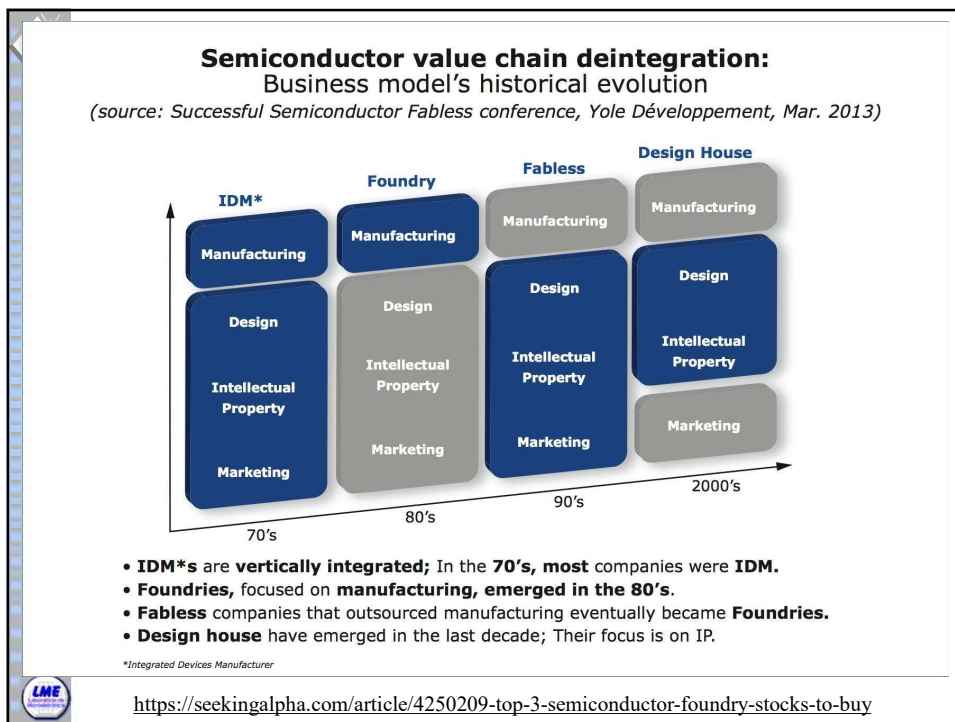 Semiconductor value chain deintegration:
Business model's historical evolution
(source: Successful Semiconductor Fabless conference, Yole Développement, Mar. 2013)
IDM*
Foundry
Fabless
Design House
Manufacturing
Design
Intellectual
Property
Marketing
Manufacturing
Design
Intellectual
Property
Marketing
Manufacturing
Design
Intellectual
Property
Marketing
Manufacturing
Design
Intellectual
Property
Marketing
70's
80's
90's
2000's
• IDM*s are vertically integrated; In the 70's, most companies were IDM.
• Foundries, focused on manufacturing, emerged in the 80's.
• Fabless companies that outsourced manufacturing eventually became Foundries.
• Design house have emerged in the last decade; Their focus is on IP.
*Integrated Devices Manufacturer
LME
https://seekingalpha.com/article/4250209-top-3-semiconductor-foundry-stocks-to-buy